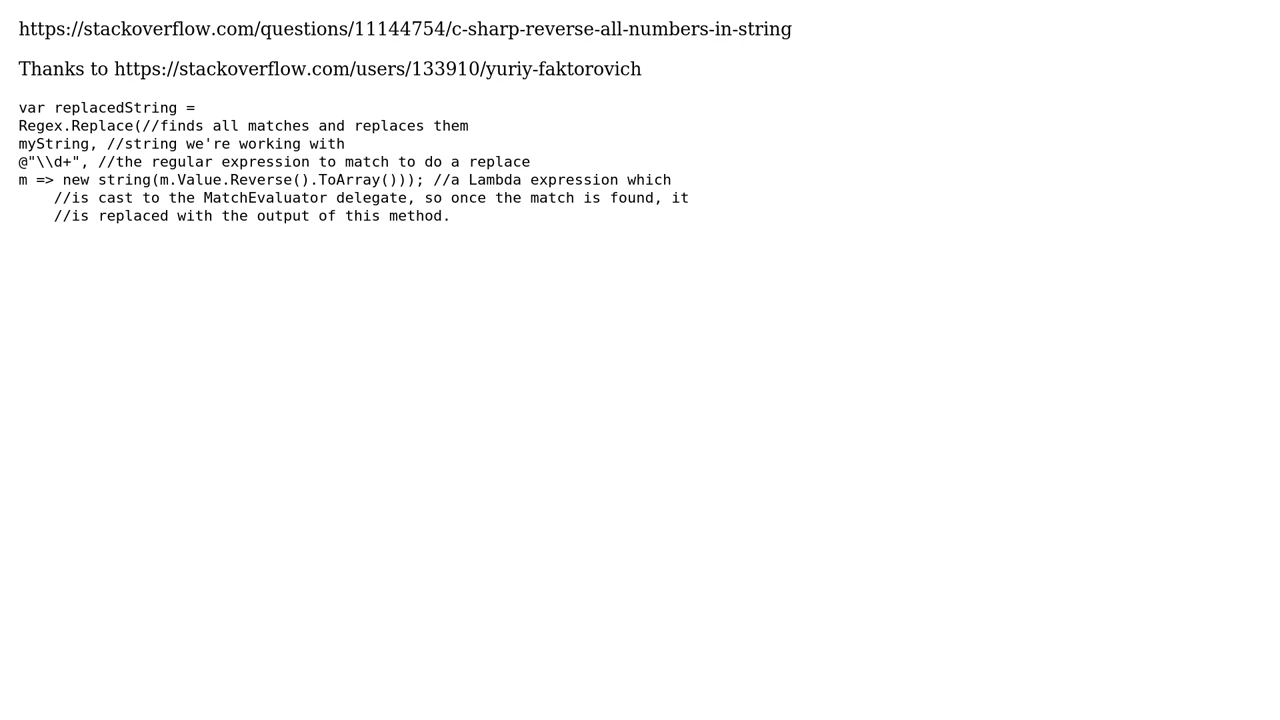 https://stackoverflow.com/questions/11144754/c-sharp-reverse-all-numbers-in-string
Thanks to https://stackoverflow.com/users/133910/yuriy-faktorovich
var replacedString =
Regex.Replace(//finds all matches and replaces them
myString, //string we're working with
@"\\d+", //the regular expression to match to do a replace
m => new string(m.Value.Reverse().ToArray())); //a Lambda expression which
    //is cast to the MatchEvaluator delegate, so once the match is found, it
    //is replaced with the output of this method.